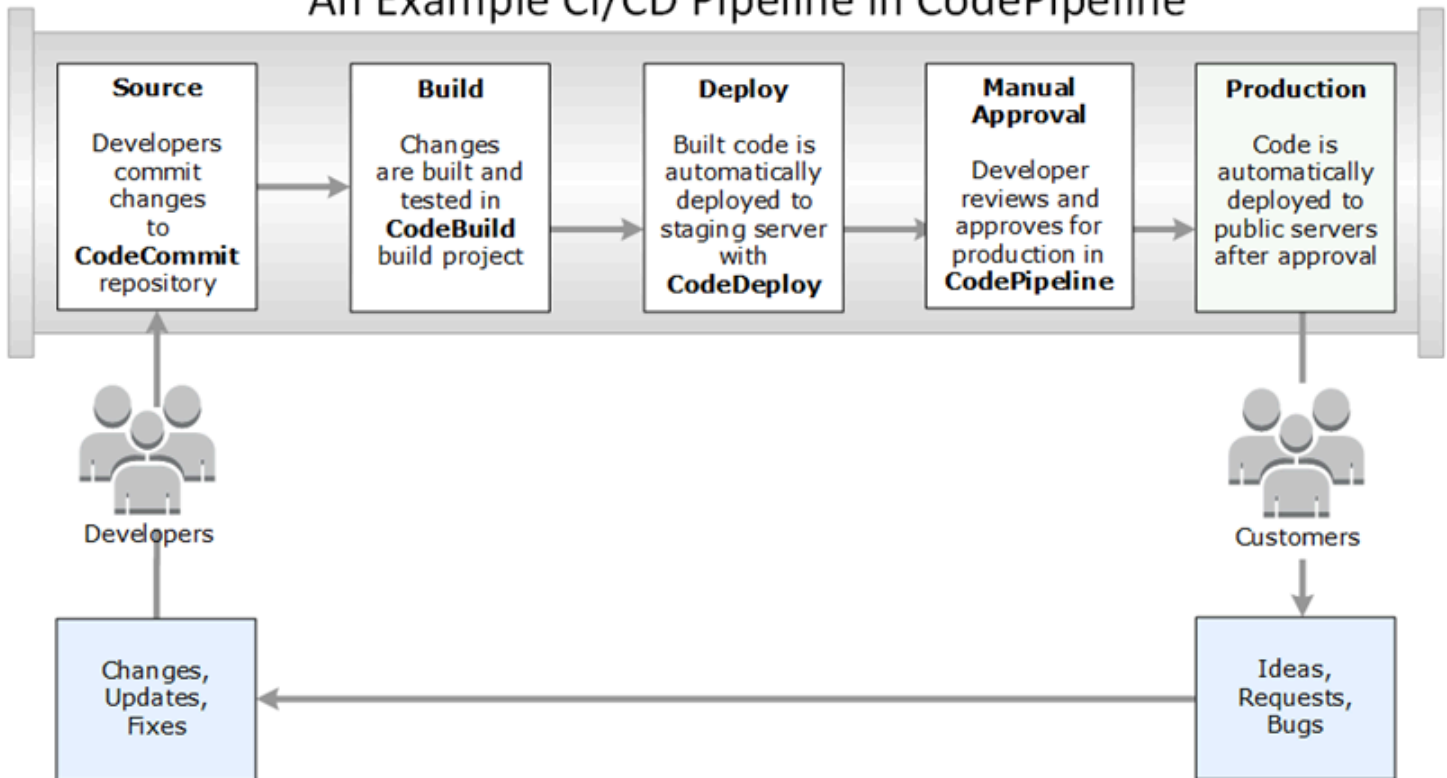 An Example CI/CD Pipeline in CodePipeline
Source
Developers
commit
changes
to
CodeCommit
repository
Build
Changes
are built and
tested in
CodeBuild
build project
Deploy
Built code is
automatically
deployed to
staging server
with
CodeDeploy
Manual
Approval
Developer
reviews and
approves for
production in
CodePipeline
Production
Code is
automatically
deployed to
public servers
after approval
Developers
Customers
Changes,
Updates,
Fixes
Ideas,
Requests,
Bugs